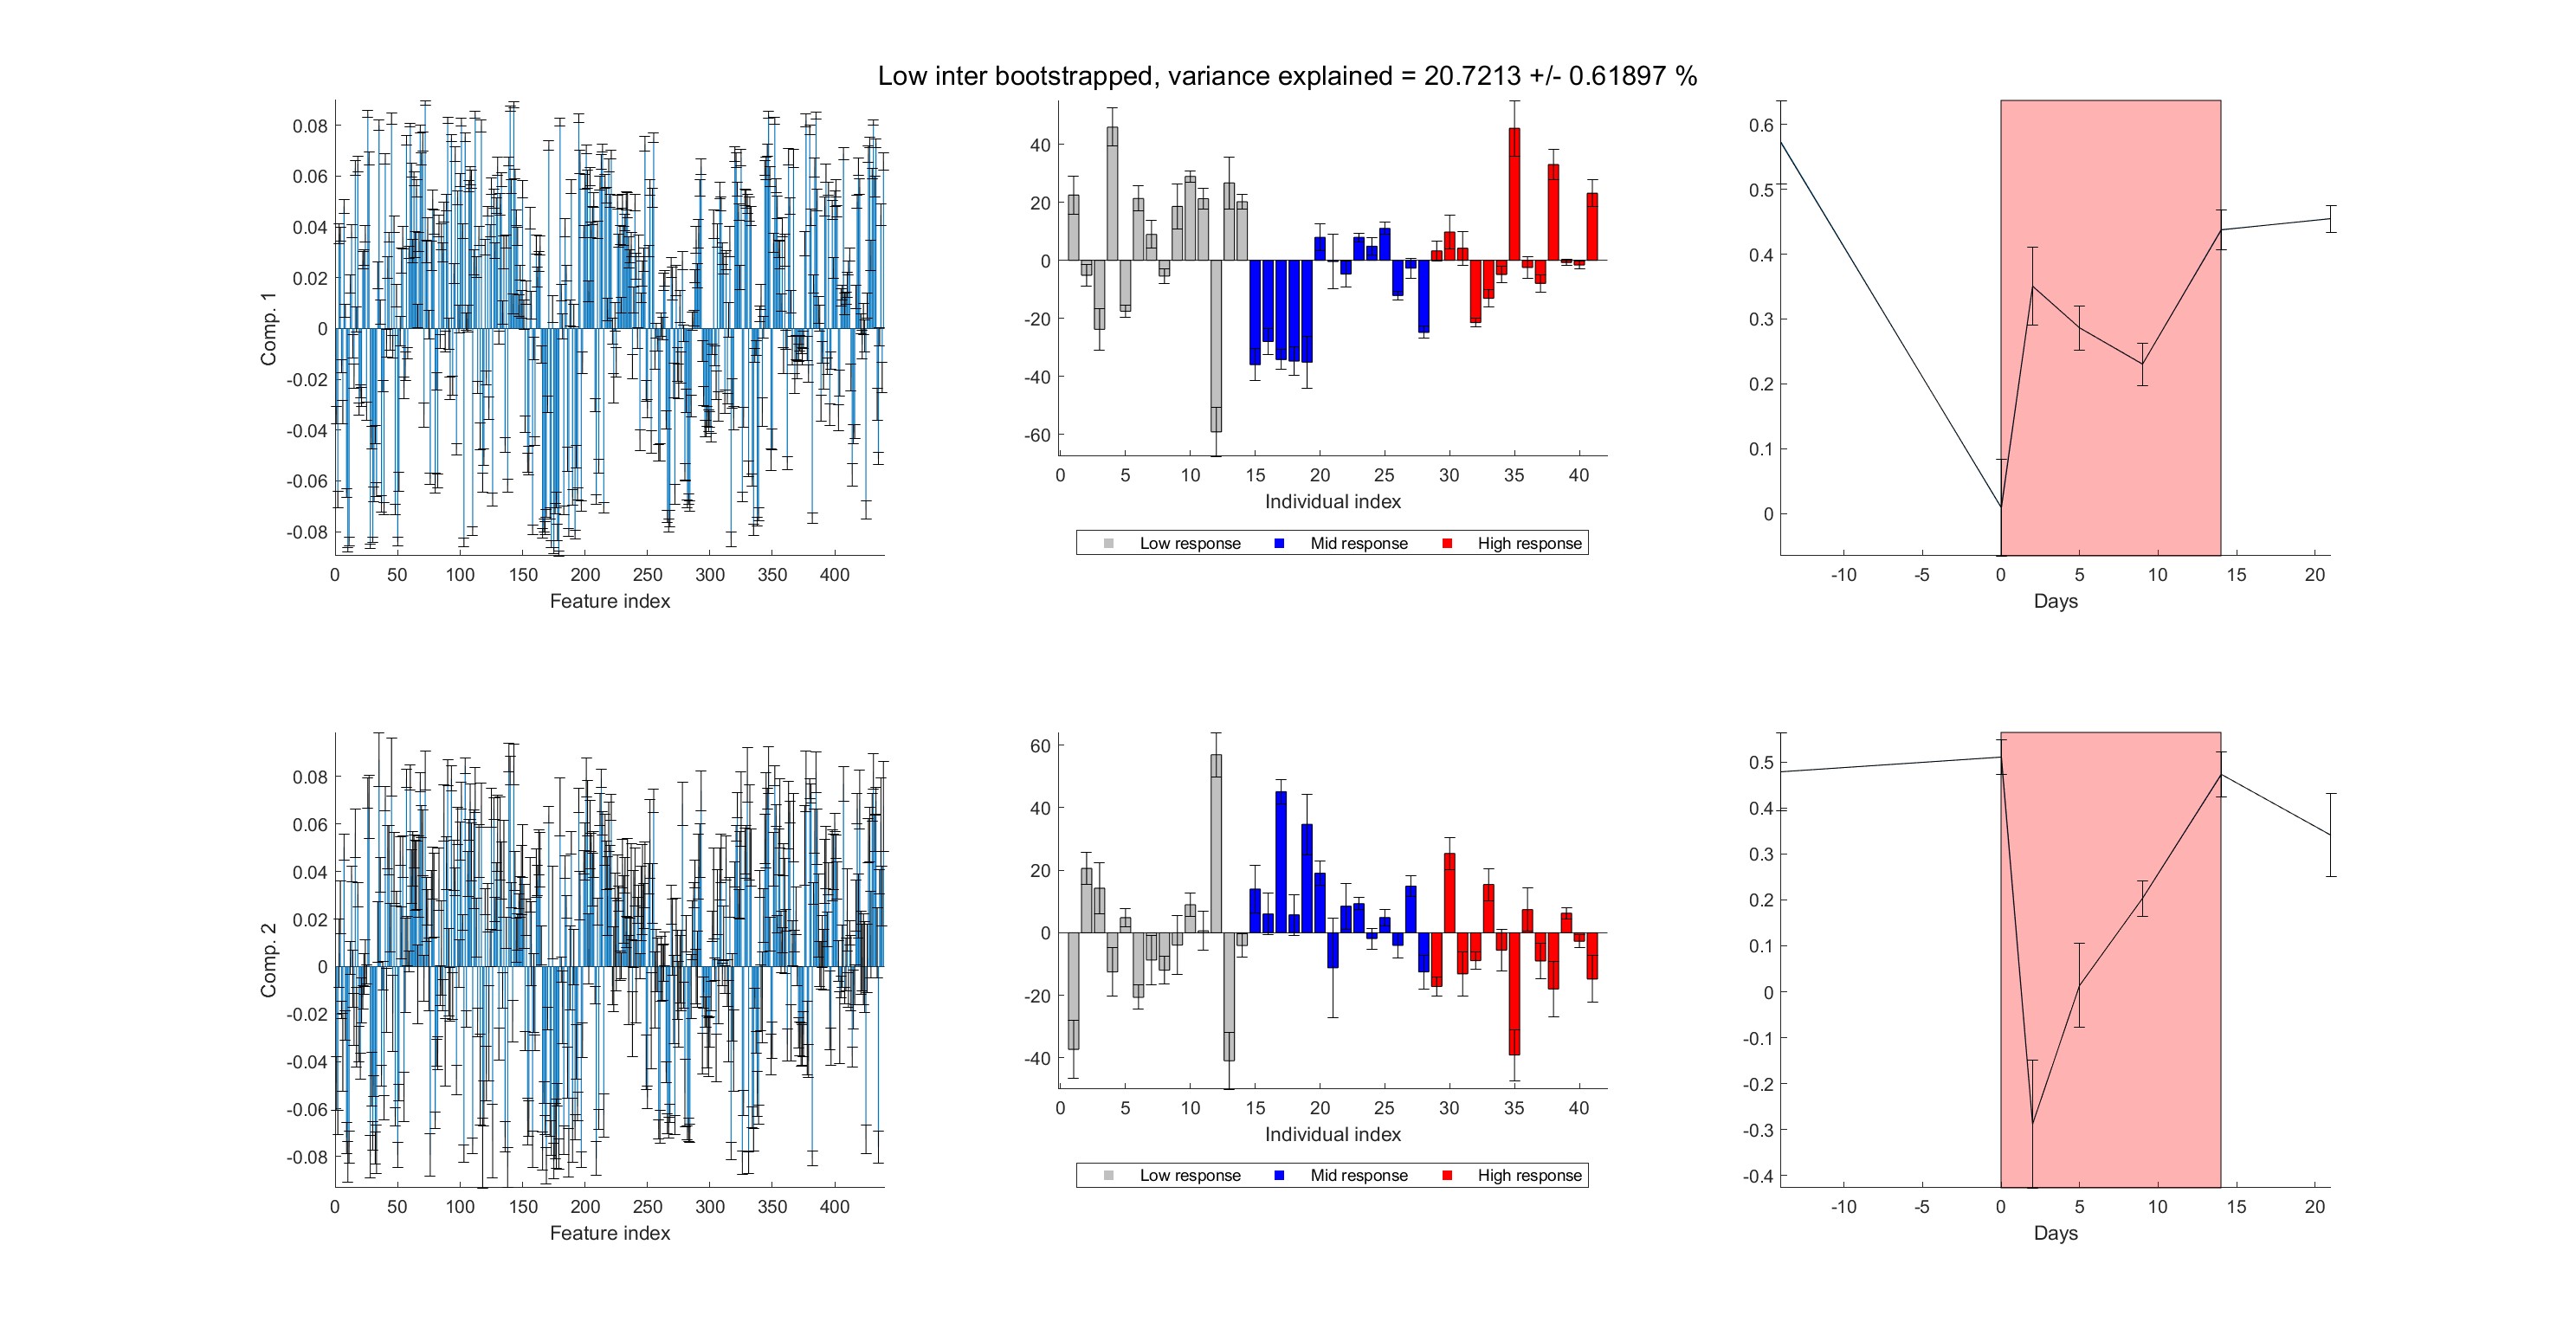 Low inter bootstrapped, variance explained = 20.7213 +/- 0.61897 %
Comp. 1
0.08
0.06
0.04
0.02
0
-0.02
-0.04
-0.06
-0.08
0 50 100 150 200 250 300 350 400
Feature index
40
20
0
-20
-40
-60
0 5 10 15 20 25 30 35 40
Individual index
Low response Mid response High response
0.6
0.5
0.4
0.3
0.2
0.1
0
-10 -5 0 5 10 15 20
Days
Comp. 2
0.08
0.06
0.04
0.02
0
-0.02
-0.04
-0.06
-0.08
0 50 100 150 200 250 300 350 400
Feature index
60
40
20
0
-20
-40
0 5 10 15 20 25 30 35 40
Individual index
Low response Mid response High response
0.5
0.4
0.3
0.2
0.1
0
-0.1
-0.2
-0.3
-0.4
-10 -5 0 5 10 15 20
Days